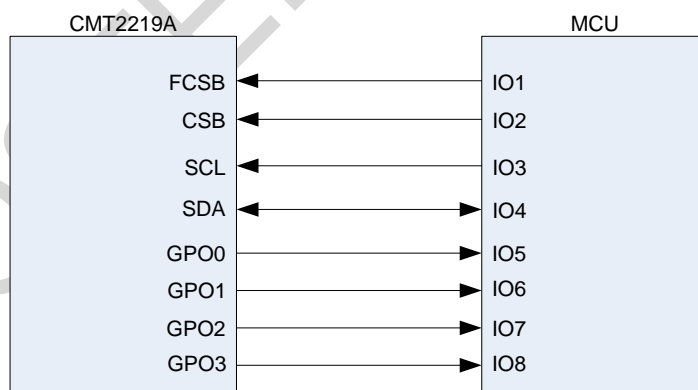 CMT2219A MCU
FCSB IO1
CSB IO2
SCL IO3
SDA IO4
GPO0 IO5
GPO1 IO6
GPO2 IO7
GPO3 IO8